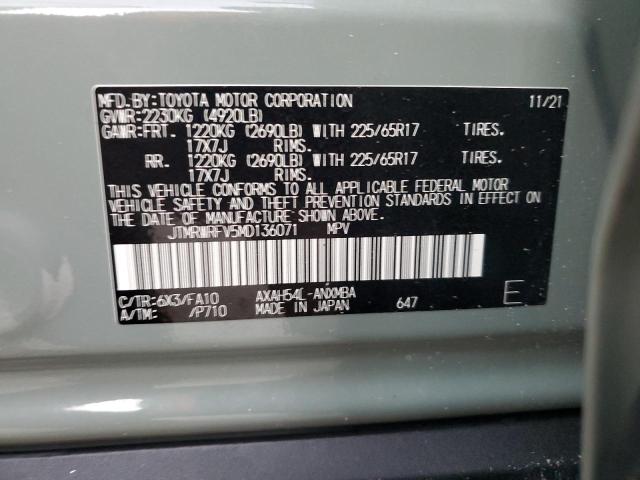 MFD.BY:TOYOTA MOTOR CORPORATION 11/21
GVWR:2230KG (4920LB)
GAWR:FRT. 1220KG (2690LB) WITH 225/65R17 TIRES.
17X7J RIMS.
RR. 1220KG (2690LB) WITH 225/65R17 TIRES.
17X7J RIMS.
THIS VEHICLE CONFORMS TO ALL APPLICABLE FEDERAL MOTOR
VEHICLE SAFETY AND THEFT PREVENTION STANDARDS IN EFFECT ON
THE DATE OF MANUFACTURE SHOWN ABOVE.
JTMRWRFV5MD136071 MPV
C/TR:6X3/FA10 AXAH54L-ANXMBA
A/TM: /P710 MADE IN JAPAN 647 E